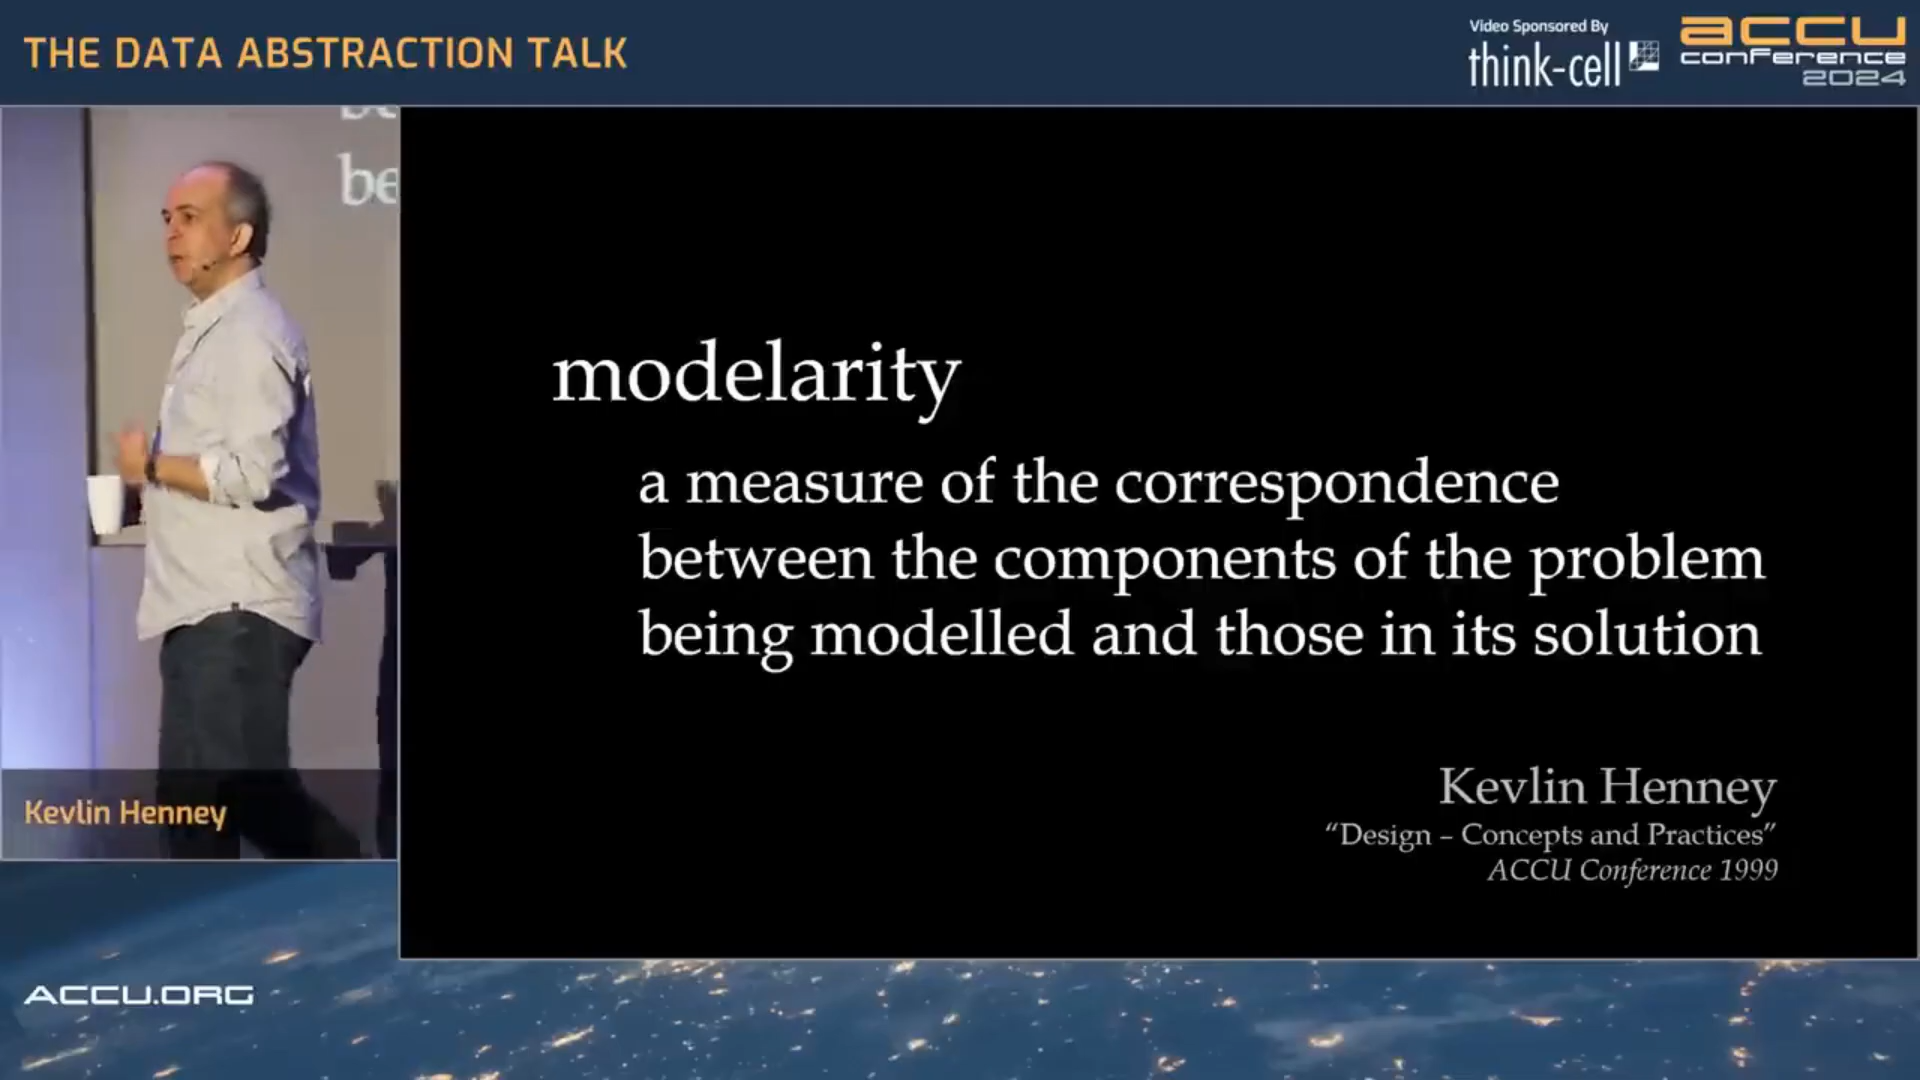 THE DATA ABSTRACTION TALK
Video Sponsored By
think-cell
accu
conference
2024
be
modelarity
a measure of the correspondence
between the components of the problem
being modelled and those in its solution
Kevlin Henney
“Design – Concepts and Practices”
ACCU Conference 1999
Kevlin Henney
ACCU.ORG